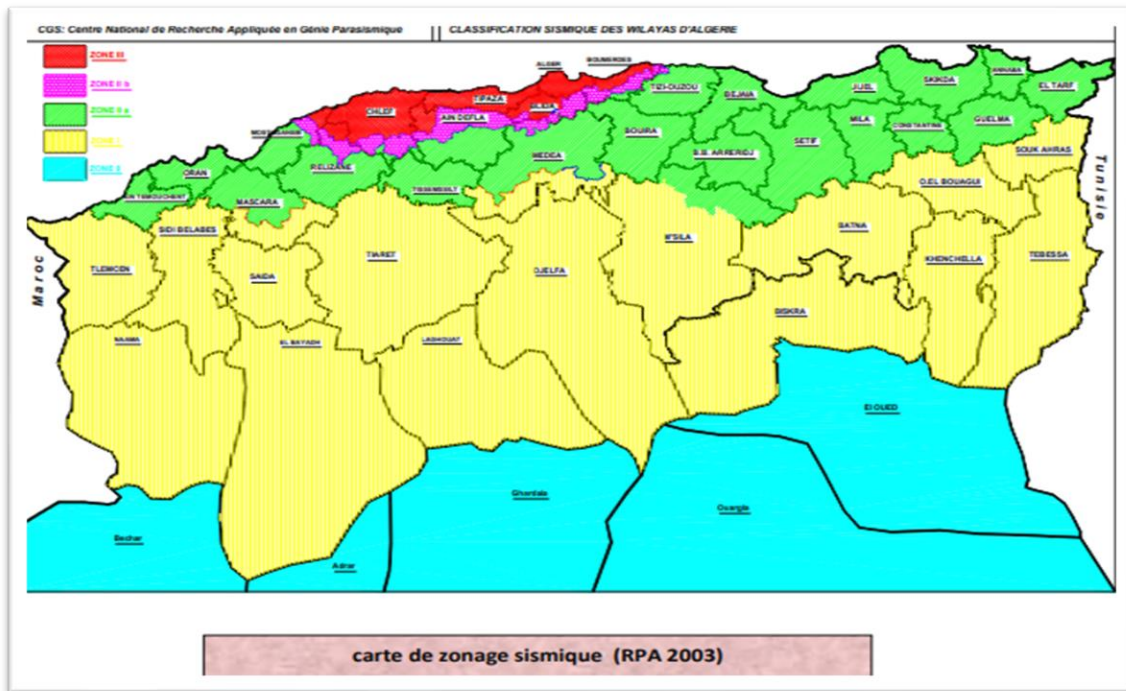 CGS: Centre National de Recherche Appliquée en Génie Parasismique
CLASSIFICATION SISMIQUE DES WILAYAS D'ALGERIE
ZONE III
ZONE II b
ZONE II a
ZONE I
ZONE 0
ALGER
BOUMERDES
TIPAZA
CHLEF
BLIDA
AIN DEFLA
TIZI-OUZOU
BEJAIA
JIJEL
SKIKDA
ANNABA
EL TARF
MOSTAGANEM
ORAN
RELIZANE
MEDEA
BOUIRA
B.B. ARRERIDJ
SETIF
MILA
CONSTANTINE
GUELMA
SOUK AHRAS
AIN TEMOUCHENT
MASCARA
TISSEMSILT
O.EL BOUAGUI
Tunisie
SIDI BELABES
TLEMCEN
SAIDA
TIARET
DJELFA
M'SILA
BATNA
KHENCHELLA
TEBESSA
Maroc
NAAMA
EL BAYADH
LAGHOUAT
BISKRA
El OUED
Bechar
Adrar
Ghardaia
Ouargla
carte de zonage sismique (RPA 2003)